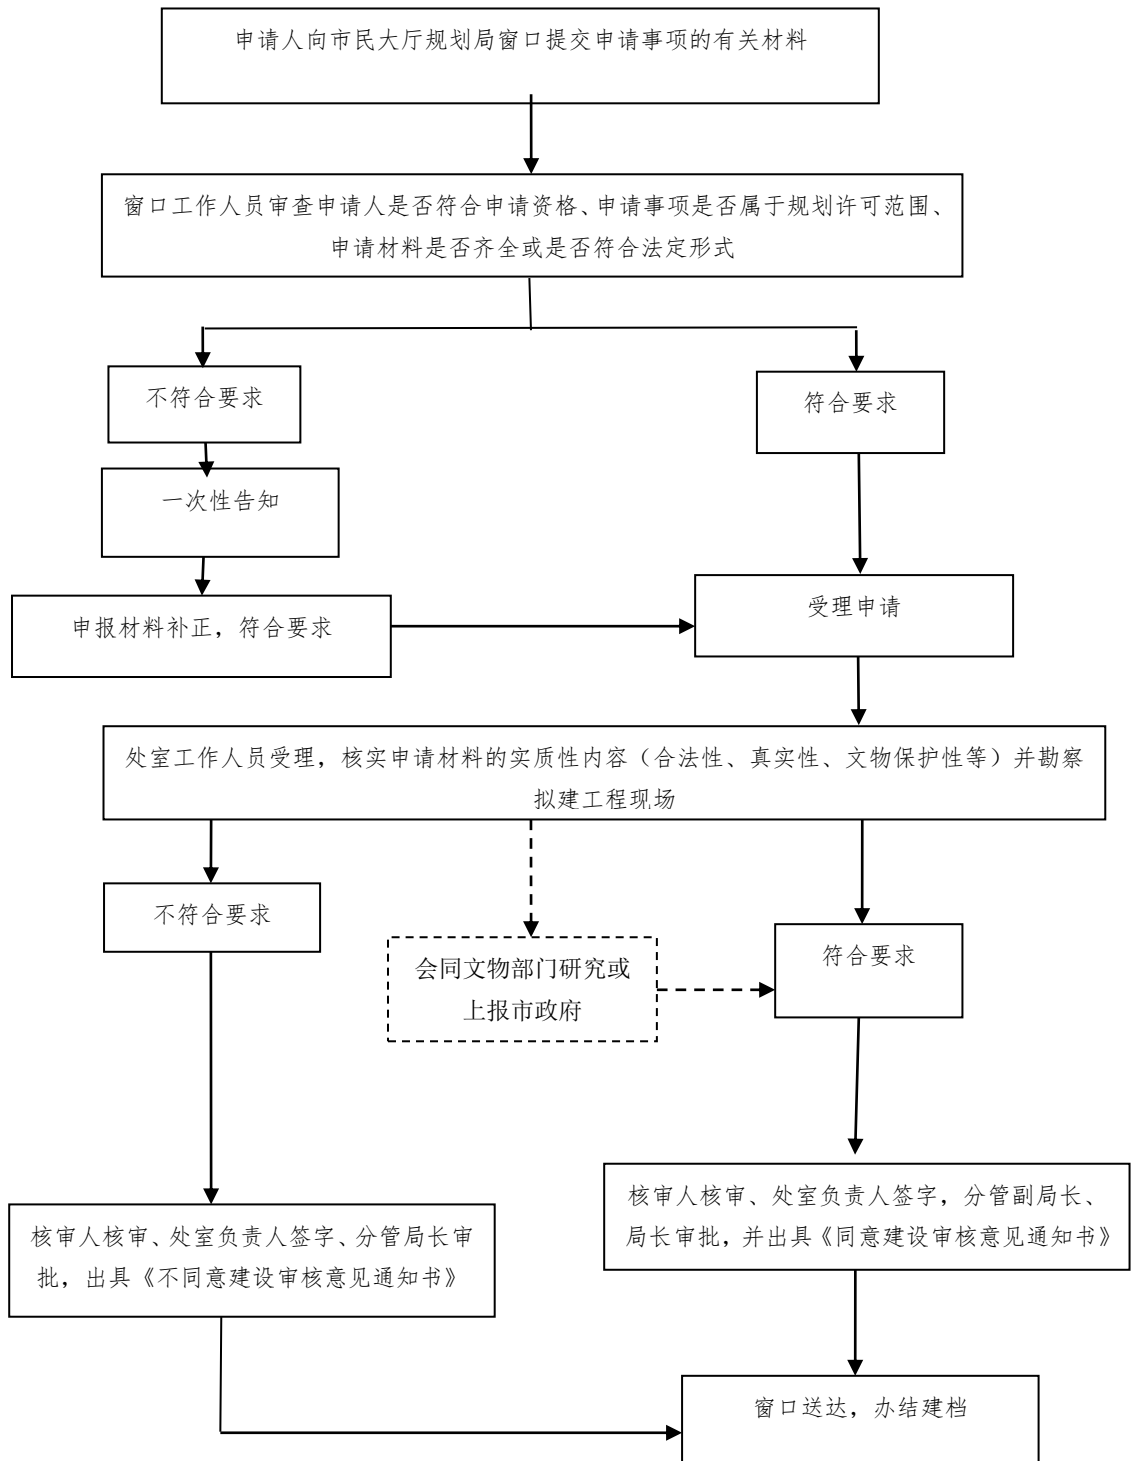 申请人向市民大厅规划局窗口提交申请事项的有关材料
窗口工作人员审查申请人是否符合申请资格、申请事项是否属于规划许可范围、
申请材料是否齐全或是否符合法定形式
不符合要求
符合要求
一次性告知
申报材料补正，符合要求
受理申请
处室工作人员受理，核实申请材料的实质性内容（合法性、真实性、文物保护性等）并勘察
拟建工程现场
不符合要求
会同文物部门研究或
上报市政府
符合要求
核审人核审、处室负责人签字、分管局长审
批，出具《不同意建设审核意见通知书》
核审人核审、处室负责人签字，分管副局长、
局长审批，并出具《同意建设审核意见通知书》
窗口送达，办结建档